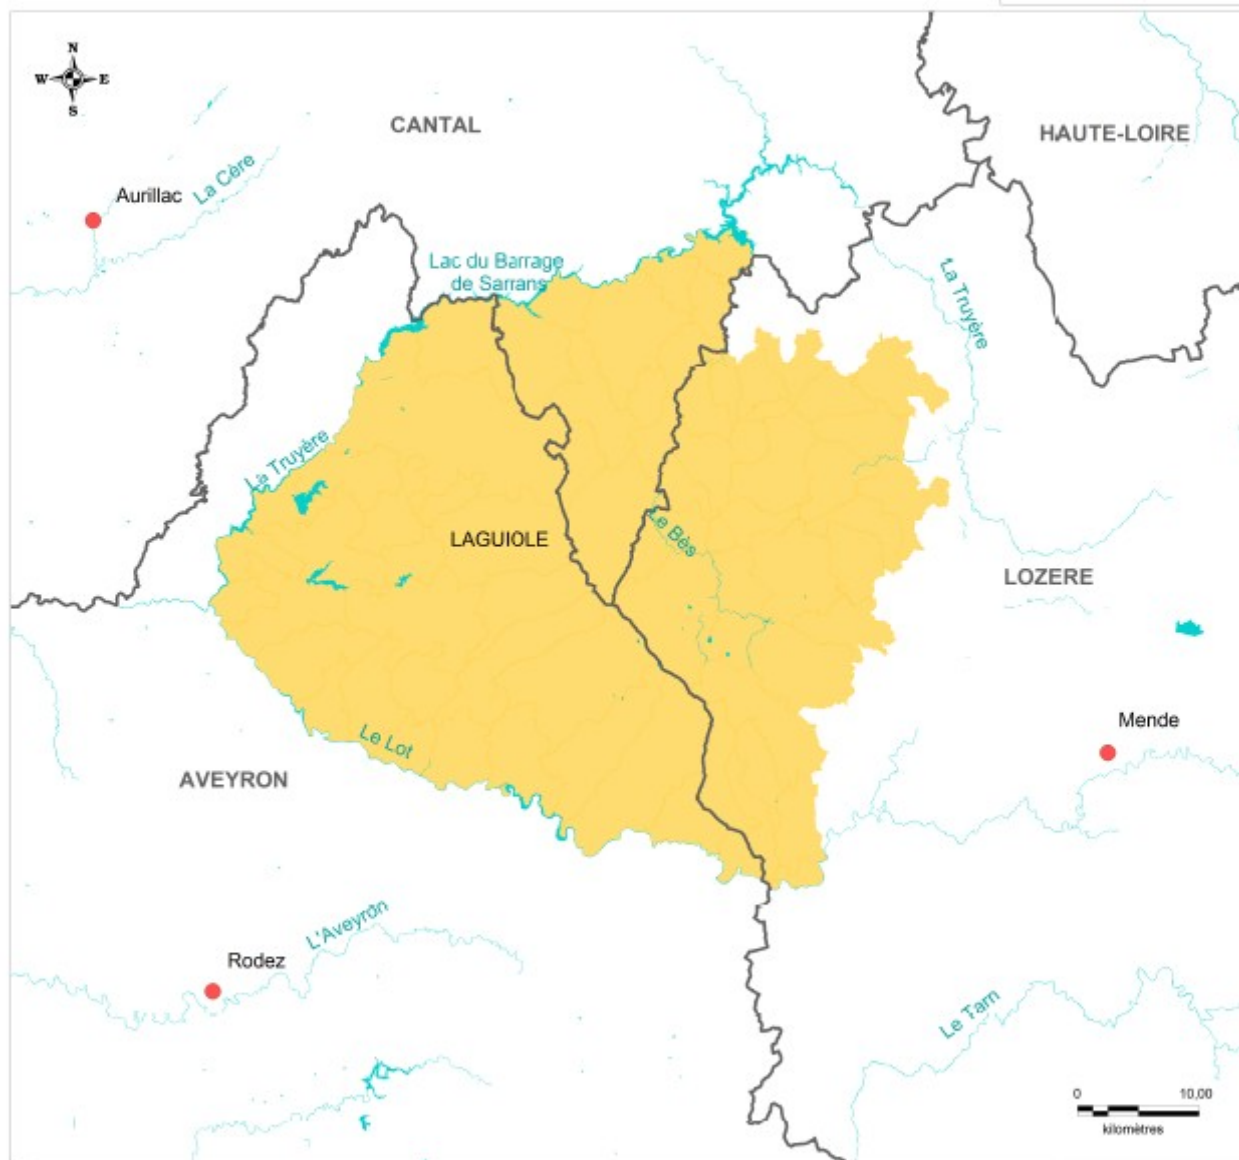 N
W E
S
CANTAL
HAUTE-LOIRE
La Cère
Aurillac
Lac du Barrage
de Sarrans
La Truyère
La Truyère
LAGUIOLE
Le Bès
LOZERE
Mende
Le Lot
AVEYRON
L'Aveyron
Rodez
Le Tarn
0 10,00
kilomètres